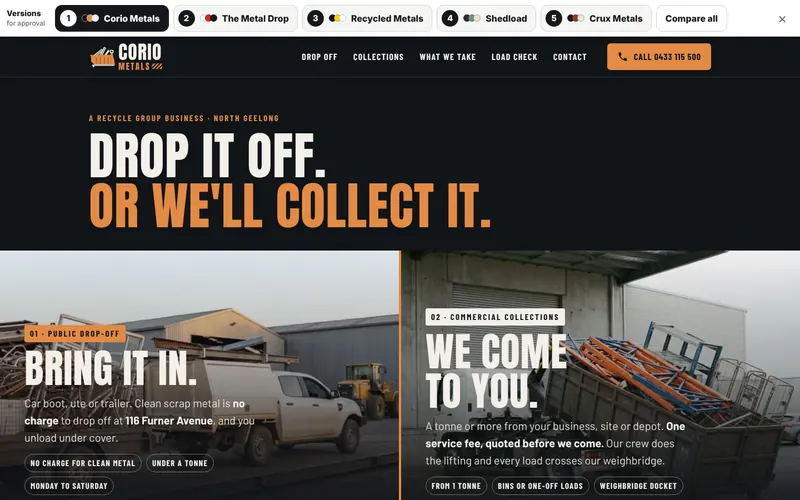 Versions
for approval
1 Corio Metals
2 The Metal Drop
3 Recycled Metals
4 Shedload
5 Crux Metals
Compare all
CORIO
METALS
DROP OFF
COLLECTIONS
WHAT WE TAKE
LOAD CHECK
CONTACT
CALL 0433 115 500
A RECYCLE GROUP BUSINESS · NORTH GEELONG
DROP IT OFF.
OR WE'LL COLLECT IT.
01 · PUBLIC DROP-OFF
BRING IT IN.
Car boot, ute or trailer. Clean scrap metal is no
charge to drop off at 116 Furner Avenue, and you
unload under cover.
NO CHARGE FOR CLEAN METAL
UNDER A TONNE
MONDAY TO SATURDAY
02 · COMMERCIAL COLLECTIONS
WE COME
TO YOU.
A tonne or more from your business, site or depot. One
service fee, quoted before we come. Our crew does
the lifting and every load crosses our weighbridge.
FROM 1 TONNE
BINS OR ONE-OFF LOADS
WEIGHBRIDGE DOCKET